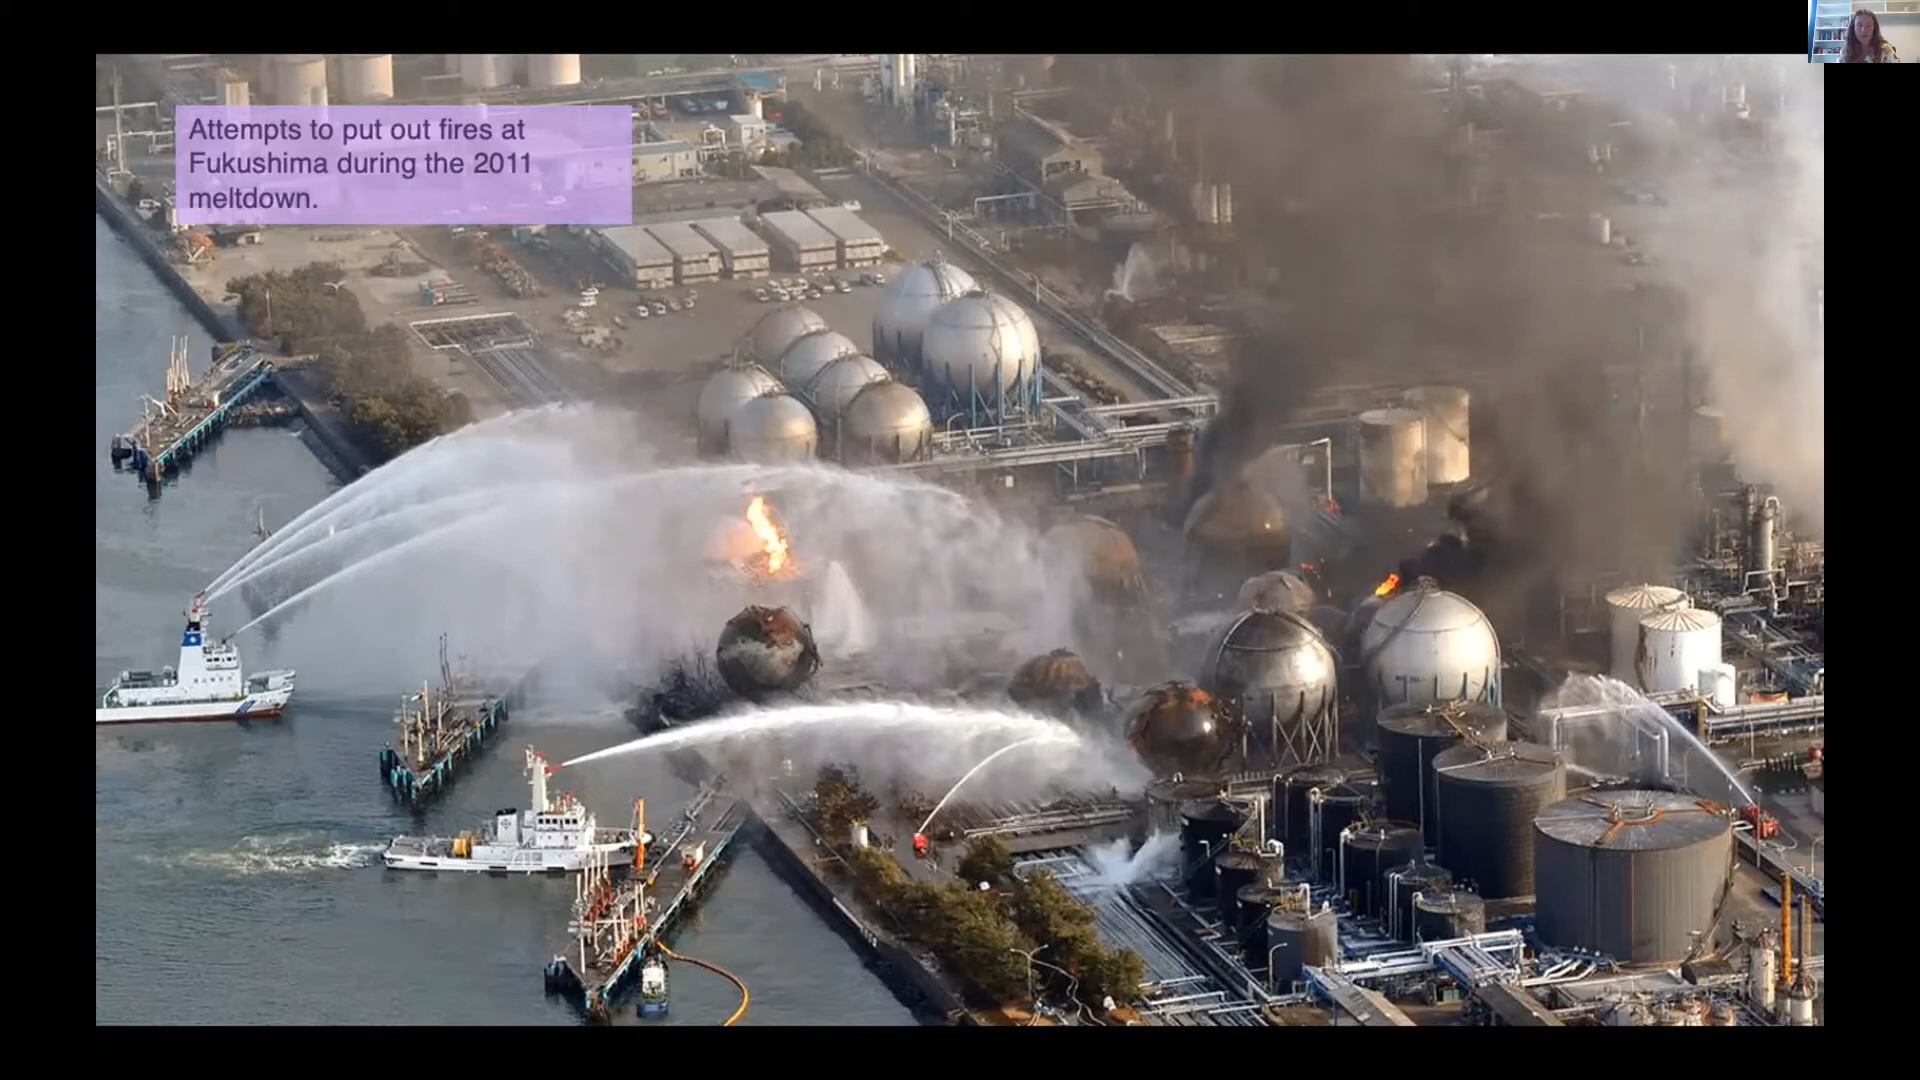 Attempts to put out fires at
Fukushima during the 2011
meltdown.